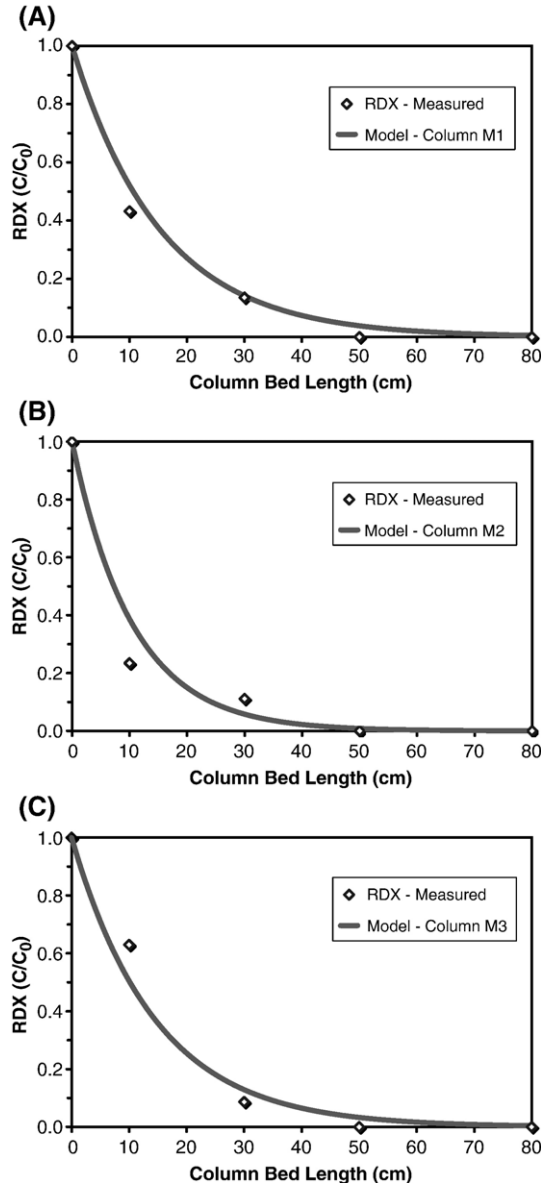 (A)
1.0
0.8
0.6
0.4
0.2
0.0
RDX (C/C0)
RDX - Measured
Model - Column M1
0 10 20 30 40 50 60 70 80
Column Bed Length (cm)
(B)
1.0
0.8
0.6
0.4
0.2
0.0
RDX (C/C0)
RDX - Measured
Model - Column M2
0 10 20 30 40 50 60 70 80
Column Bed Length (cm)
(C)
1.0
0.8
0.6
0.4
0.2
0.0
RDX (C/C0)
RDX - Measured
Model - Column M3
0 10 20 30 40 50 60 70 80
Column Bed Length (cm)